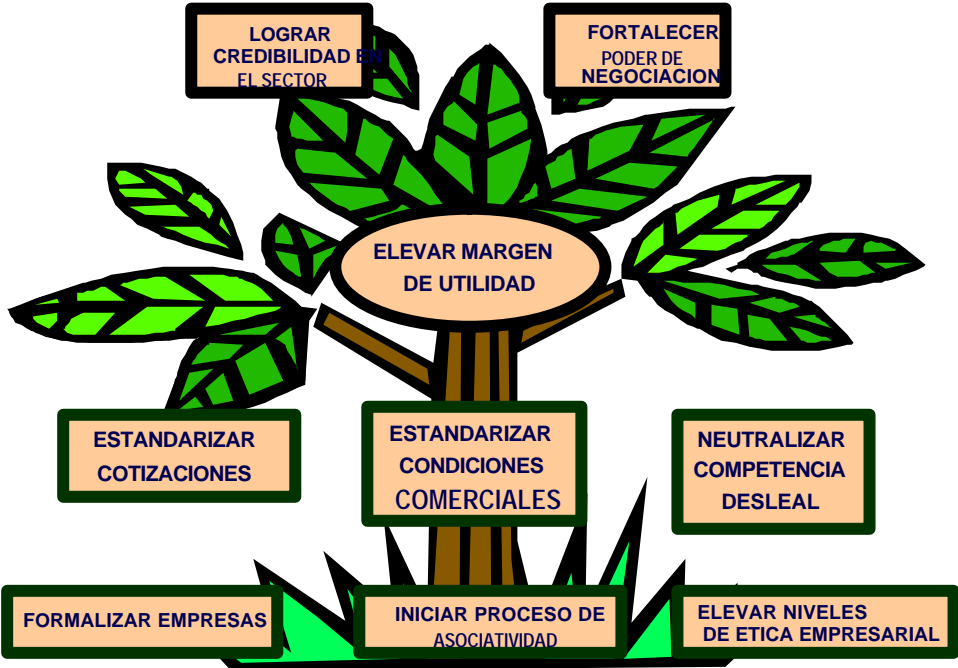 LOGRAR
CREDIBILIDAD EN
EL SECTOR
FORTALECER
PODER DE
NEGOCIACION
ELEVAR MARGEN
DE UTILIDAD
ESTANDARIZAR
COTIZACIONES
ESTANDARIZAR
CONDICIONES
COMERCIALES
NEUTRALIZAR
COMPETENCIA
DESLEAL
FORMALIZAR EMPRESAS
INICIAR PROCESO DE
ASOCIATIVIDAD
ELEVAR NIVELES
DE ETICA EMPRESARIAL